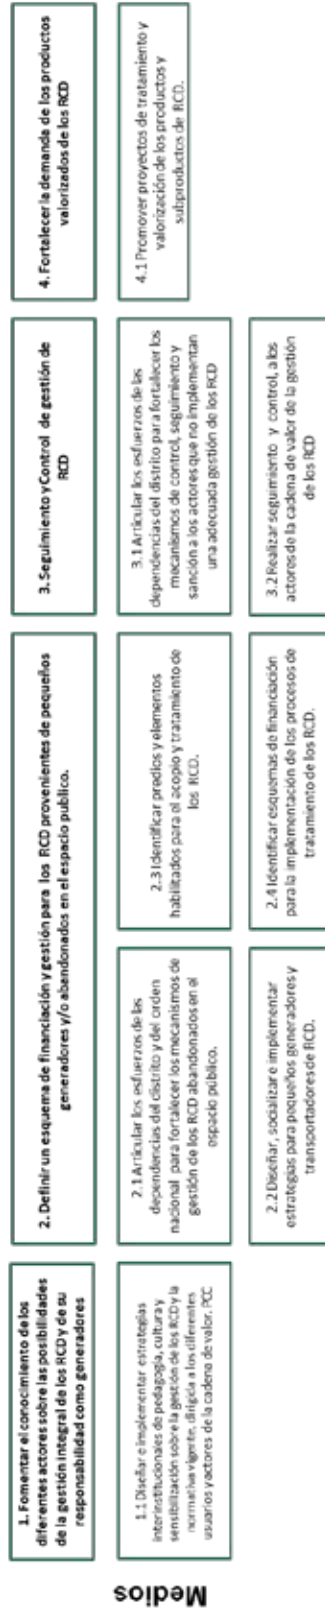 Medios
1. Fomentar el conocimiento de los
diferentes actores sobre las posibilidades
de la gestión integral de los RCD y de su
responsabilidad como generadores
1.1 Diseñar e implementar estrategias
interinstitucionales de pedagogía, cultura y
sensibilización sobre la gestión de los RCD y la
normativa vigente, dirigida a los diferentes
usuarios y actores de la cadena de valor. PCC
2. Definir un esquema de financiación y gestión para los RCD provenientes de pequeños
generadores y/o abandonados en el espacio publico.
2.1 Articular los esfuerzos de las
dependencias del distrito y del orden
nacional para fortalecer los mecanismos de
gestión de los RCD abandonados en el
espacio público.
2.3 Identificar predios y elementos
habilitados para el acopio y tratamiento de
los RCD.
2.2 Diseñar, socializar e implementar
estrategias para pequeños generadores y
transportadores de RCD.
2.4 Identificar esquemas de financiación
para la implementación de los procesos de
tratamiento de los RCD.
3. Seguimiento y Control de gestión de
RCD
3.1 Articular los esfuerzos de las
dependencias del distrito para fortalecer los
mecanismos de control, seguimiento y
sanción a los actores que no implementan
una adecuada gestión de los RCD
3.2 Realizar seguimiento y control, a los
actores de la cadena de valor de la gestión
de los RCD
4. Fortalecer la demanda de los productos
valorizados de los RCD
4.1 Promover proyectos de tratamiento y
valorización de los productos y
subproductos de RCD.